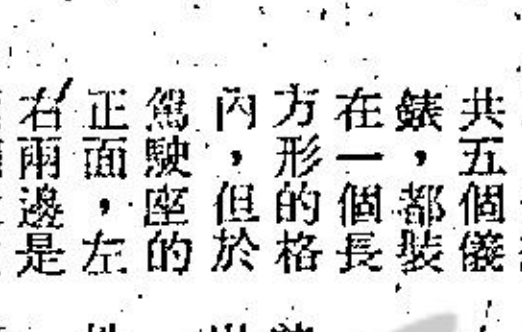 共五個儀
錶，都裝
在一個長
方形的格
內，但於
駕駛座的
正面，左
右兩邊是